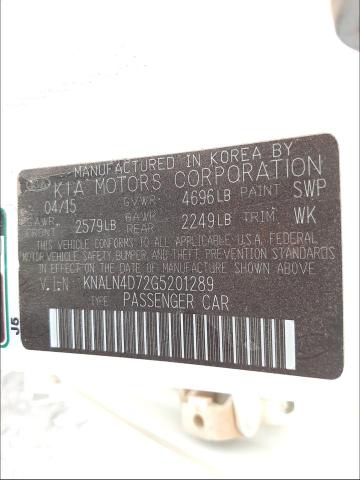 MANUFACTURED IN KOREA BY
KIA MOTORS CORPORATION
04/15 GVWR: 4696LB PAINT SWP
GAWR FRONT 2579LB GAWR REAR 2249LB TRIM WK
THIS VEHICLE CONFORMS TO ALL APPLICABLE U.S.A. FEDERAL
MOTOR VEHICLE SAFETY, BUMPER, AND THEFT PREVENTION STANDARDS
IN EFFECT ON THE DATE OF MANUFACTURE SHOWN ABOVE.
V.I.N: KNALN4D72G5201289
TYPE: PASSENGER CAR
J5